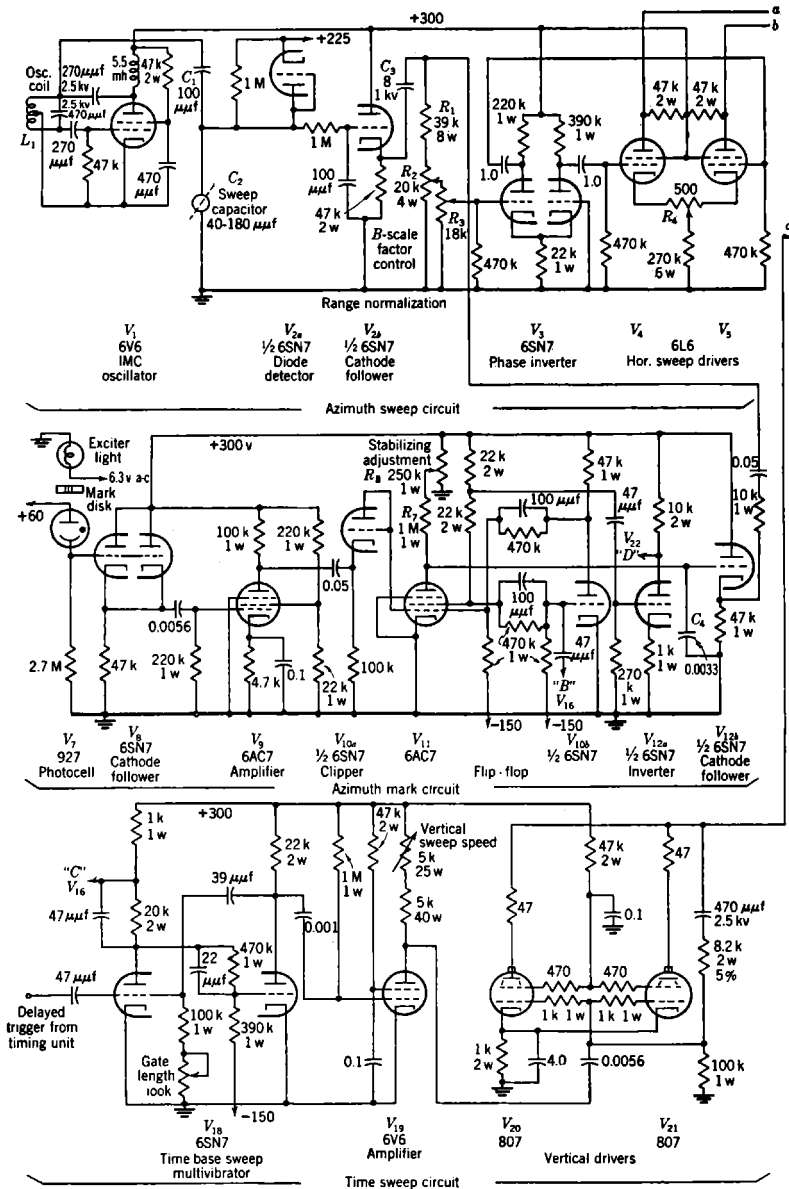 +300
a
b
+225
5.5
mh
47 k
2 w
Osc.
coil
270 μμf
2.5 kv
2.5 kv
470 μμf
L1
270
μμf
47 k
470
μμf
C1
100
μμf
1 M
C2
Sweep
capacitor
40-180 μμf
1 M
100
μμf
47 k
2 w
C3
8
1 kv
R1
39 k
8 w
R2
20 k
4 w
R3
18k
B-scale
factor
control
Range normalization
220 k
1 w
390 k
1 w
1.0
1.0
470 k
22 k
1 w
470 k
47 k
2 w
47 k
2 w
500
R4
270 k
6 w
470 k
c
V1
6V6
IMC
oscillator
V2a
½ 6SN7
Diode
detector
V2b
½ 6SN7
Cathode
follower
V3
6SN7
Phase inverter
V4
V5
6L6
Hor. sweep drivers
Azimuth sweep circuit
Exciter
light
6.3 v a-c
Mark
disk
+60
+300 v
2.7 M
47 k
0.0056
220 k
1 w
100 k
1 w
220 k
1 w
4.7 k
0.1
22 k
1 w
0.05
100 k
Stabilizing
adjustment
R8
250 k
1 w
R7
1 M
1 w
22 k
2 w
22 k
2 w
100 μμf
470 k
100
μμf
470 k
1 w
-150
-150
47 k
1 w
47
μμf
"B"
V16
47
μμf
10 k
2 w
V22
"D"
270
k
1 w
1 k
1 w
C4
0.0033
0.05
10 k
1 w
47 k
1 w
V7
927
Photocell
V8
6SN7
Cathode
follower
V9
6AC7
Amplifier
V10a
½ 6SN7
Clipper
V11
6AC7
Flip-flop
V10b
½ 6SN7
V12a
½ 6SN7
Inverter
V12b
½ 6SN7
Cathode
follower
Azimuth mark circuit
1 k
1 w
+300
"C"
V16
47 μμf
20 k
2 w
47 μμf
Delayed
trigger from
timing unit
39 μμf
22
μμf
470 k
1 w
22 k
2 w
0.001
100 k
1 w
390 k
1 w
Gate
length
100k
-150
1 M
1 w
47 k
2 w
Vertical
sweep speed
5 k
25 w
5 k
40 w
0.1
47
47 k
2 w
0.1
47
470
470
1 k 1 w
1 k 1 w
1 k
2 w
4.0
0.0056
470 μμf
2.5 kv
8.2 k
2 w
5%
100 k
1 w
V18
6SN7
Time base sweep
multivibrator
V19
6V6
Amplifier
V20
807
V21
807
Vertical drivers
Time sweep circuit